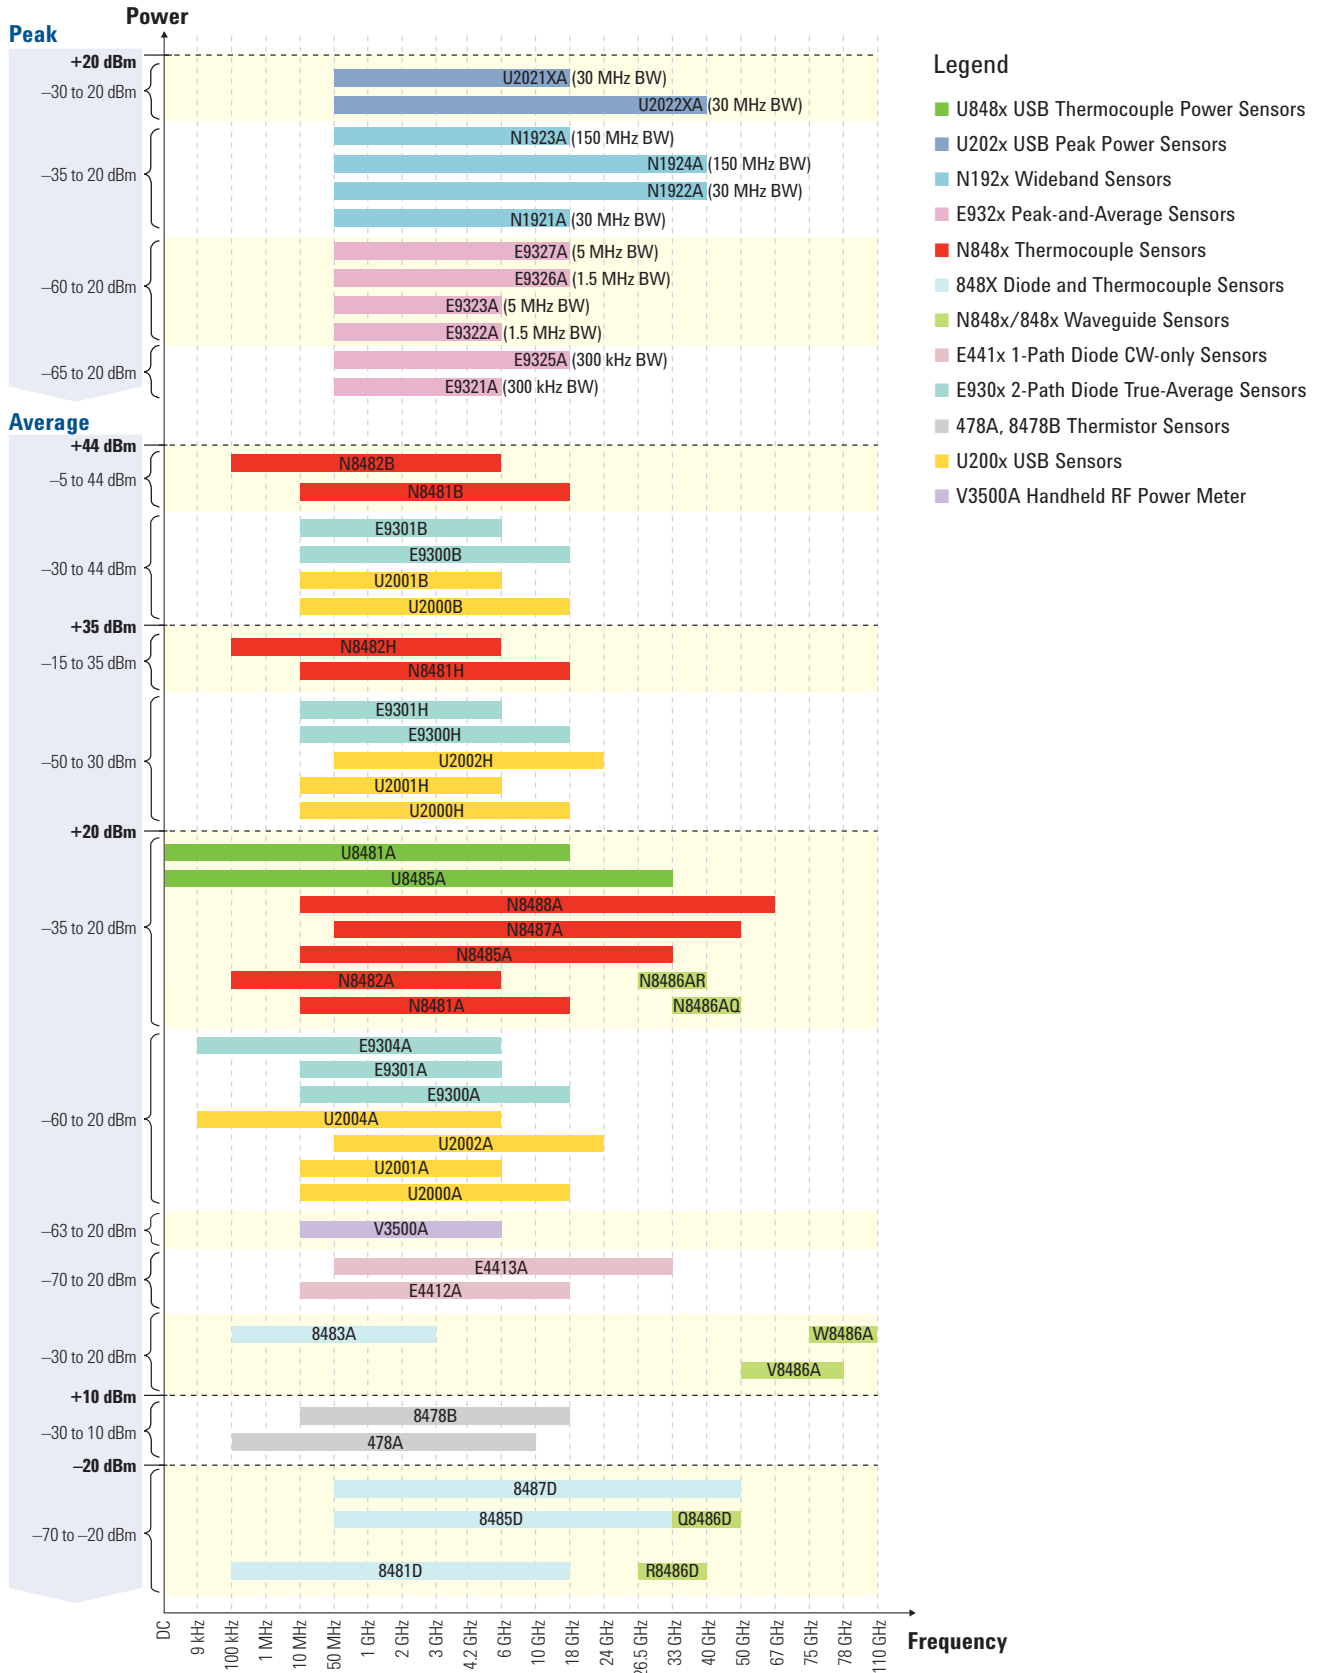 Power
Peak
+20 dBm
–30 to 20 dBm
U2021XA (30 MHz BW)
U2022XA (30 MHz BW)
–35 to 20 dBm
N1923A (150 MHz BW)
N1924A (150 MHz BW)
N1922A (30 MHz BW)
N1921A (30 MHz BW)
–60 to 20 dBm
E9327A (5 MHz BW)
E9326A (1.5 MHz BW)
E9323A (5 MHz BW)
E9322A (1.5 MHz BW)
–65 to 20 dBm
E9325A (300 kHz BW)
E9321A (300 kHz BW)
Average
+44 dBm
–5 to 44 dBm
N8482B
N8481B
–30 to 44 dBm
E9301B
E9300B
U2001B
U2000B
+35 dBm
–15 to 35 dBm
N8482H
N8481H
–50 to 30 dBm
E9301H
E9300H
U2002H
U2001H
U2000H
+20 dBm
–35 to 20 dBm
U8481A
U8485A
N8488A
N8487A
N8485A
N8482A N8486AR
N8481A N8486AQ
–60 to 20 dBm
E9304A
E9301A
E9300A
U2004A
U2002A
U2001A
U2000A
–63 to 20 dBm
V3500A
–70 to 20 dBm
E4413A
E4412A
–30 to 20 dBm
8483A W8486A
V8486A
+10 dBm
–30 to 10 dBm
8478B
478A
–20 dBm
–70 to –20 dBm
8487D
8485D Q8486D
8481D R8486D
DC
9 kHz
100 kHz
1 MHz
10 MHz
50 MHz
1 GHz
2 GHz
3 GHz
4.2 GHz
6 GHz
10 GHz
18 GHz
24 GHz
26.5 GHz
33 GHz
40 GHz
50 GHz
67 GHz
75 GHz
78 GHz
110 GHz
Frequency
Legend
U848x USB Thermocouple Power Sensors
U202x USB Peak Power Sensors
N192x Wideband Sensors
E932x Peak-and-Average Sensors
N848x Thermocouple Sensors
848X Diode and Thermocouple Sensors
N848x/848x Waveguide Sensors
E441x 1-Path Diode CW-only Sensors
E930x 2-Path Diode True-Average Sensors
478A, 8478B Thermistor Sensors
U200x USB Sensors
V3500A Handheld RF Power Meter